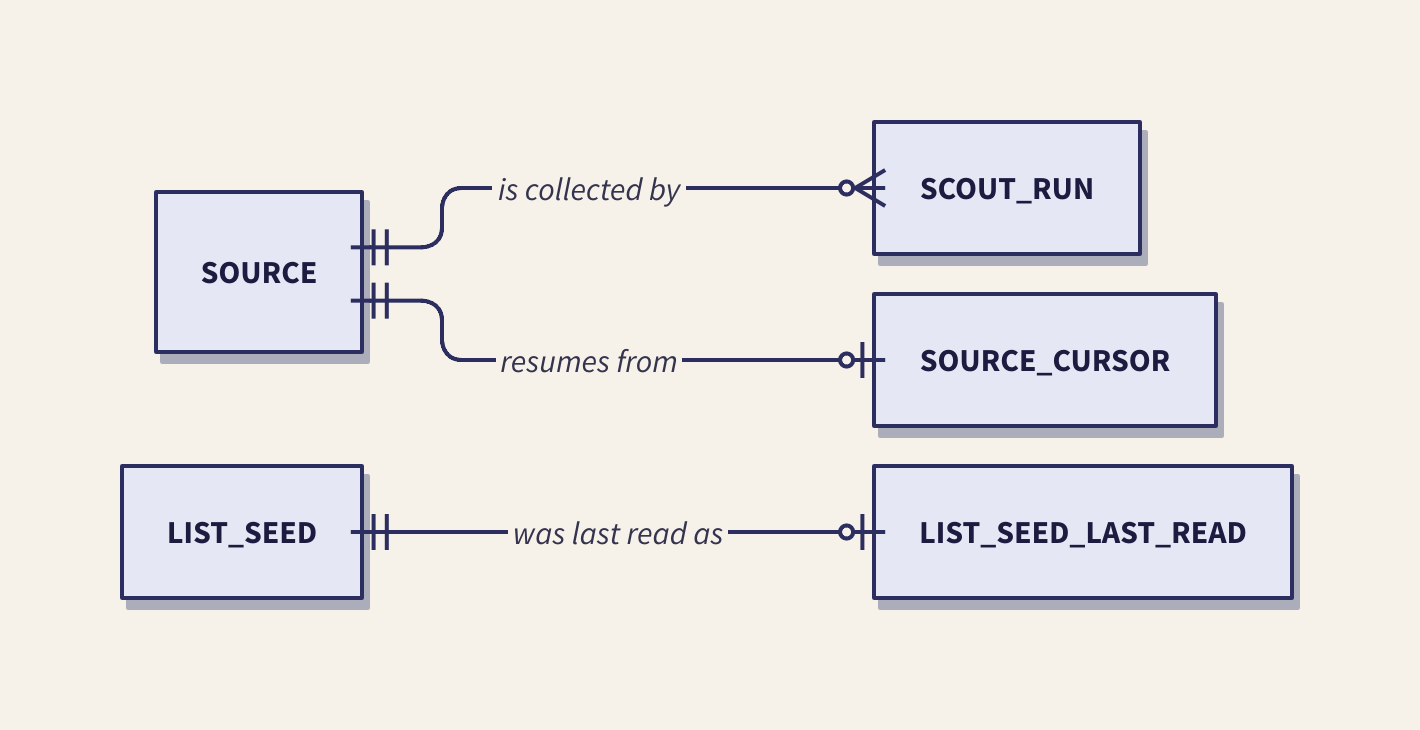 SOURCE
is collected by
SCOUT_RUN
resumes from
SOURCE_CURSOR
LIST_SEED
was last read as
LIST_SEED_LAST_READ